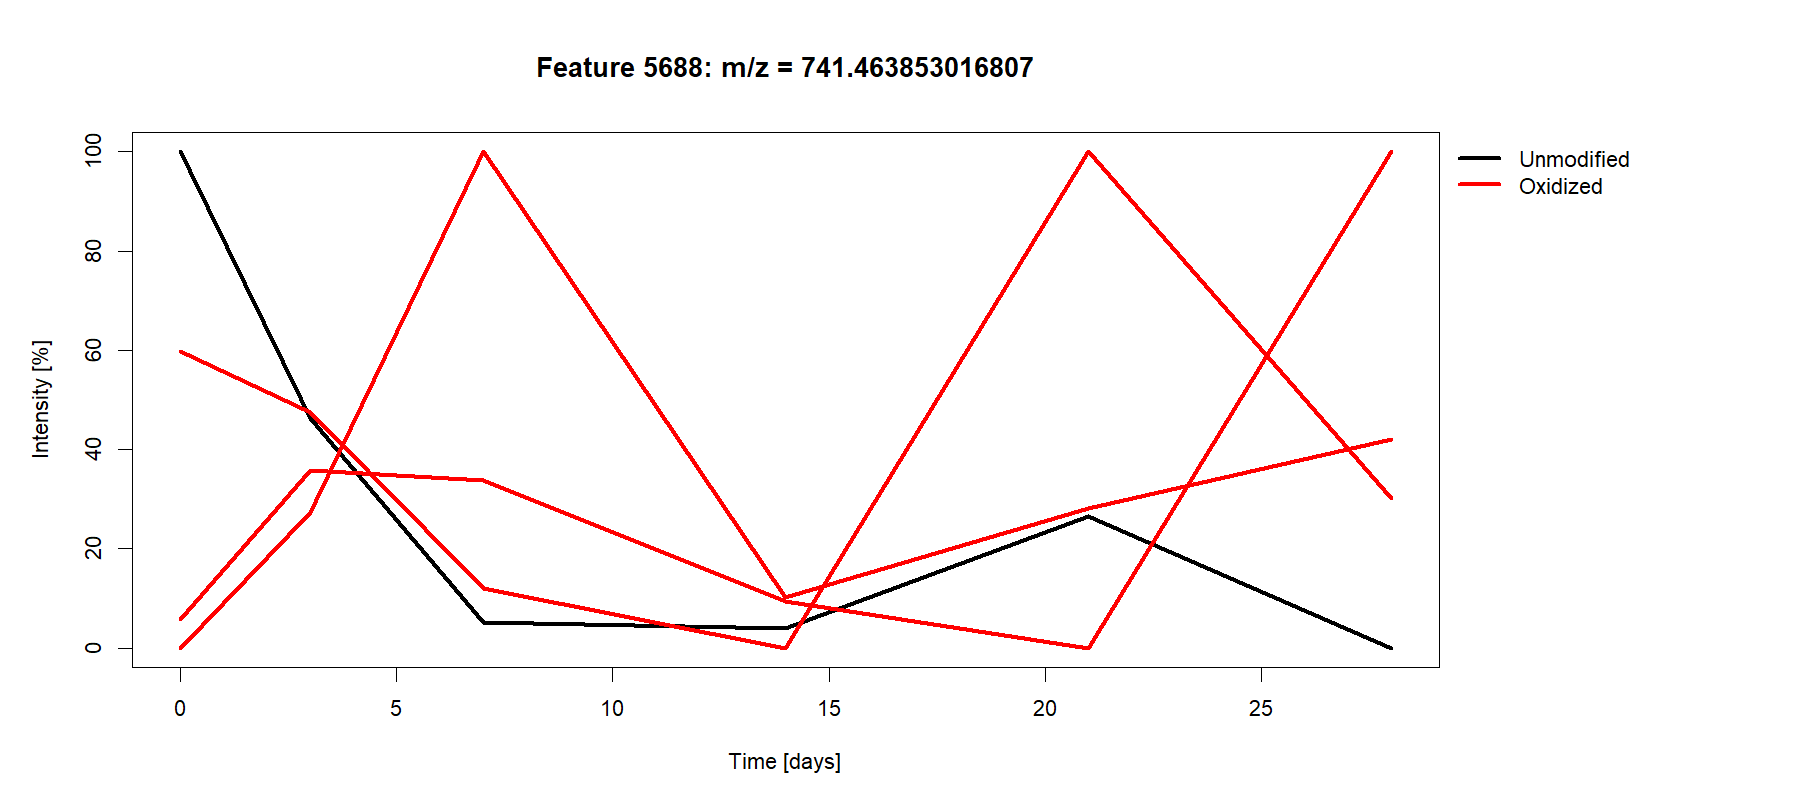 Feature 5688: m/z = 741.463853016807
Unmodified
Oxidized
Intensity [%]
100
80
60
40
20
0
0 5 10 15 20 25
Time [days]